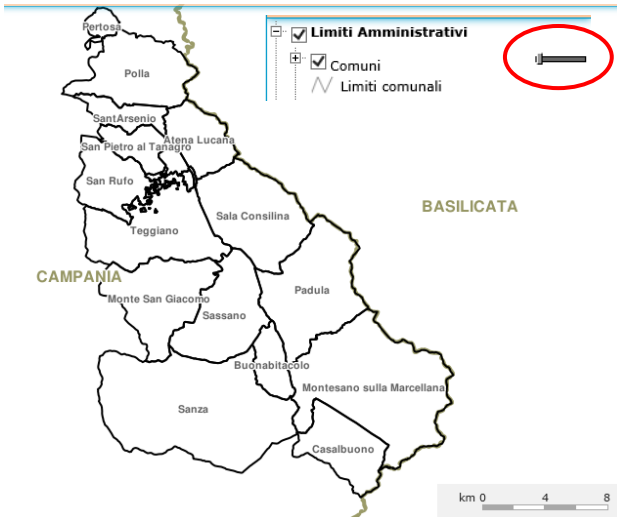 Limiti Amministrativi
Comuni
Limiti comunali
Pertosa
Polla
SantArsenio
Atena Lucana
San Pietro al Tanagro
San Rufo
Sala Consilina
BASILICATA
Teggiano
CAMPANIA
Padula
Monte San Giacomo
Sassano
Buonabitacolo
Montesano sulla Marcellana
Sanza
Casalbuono
km 0 4 8